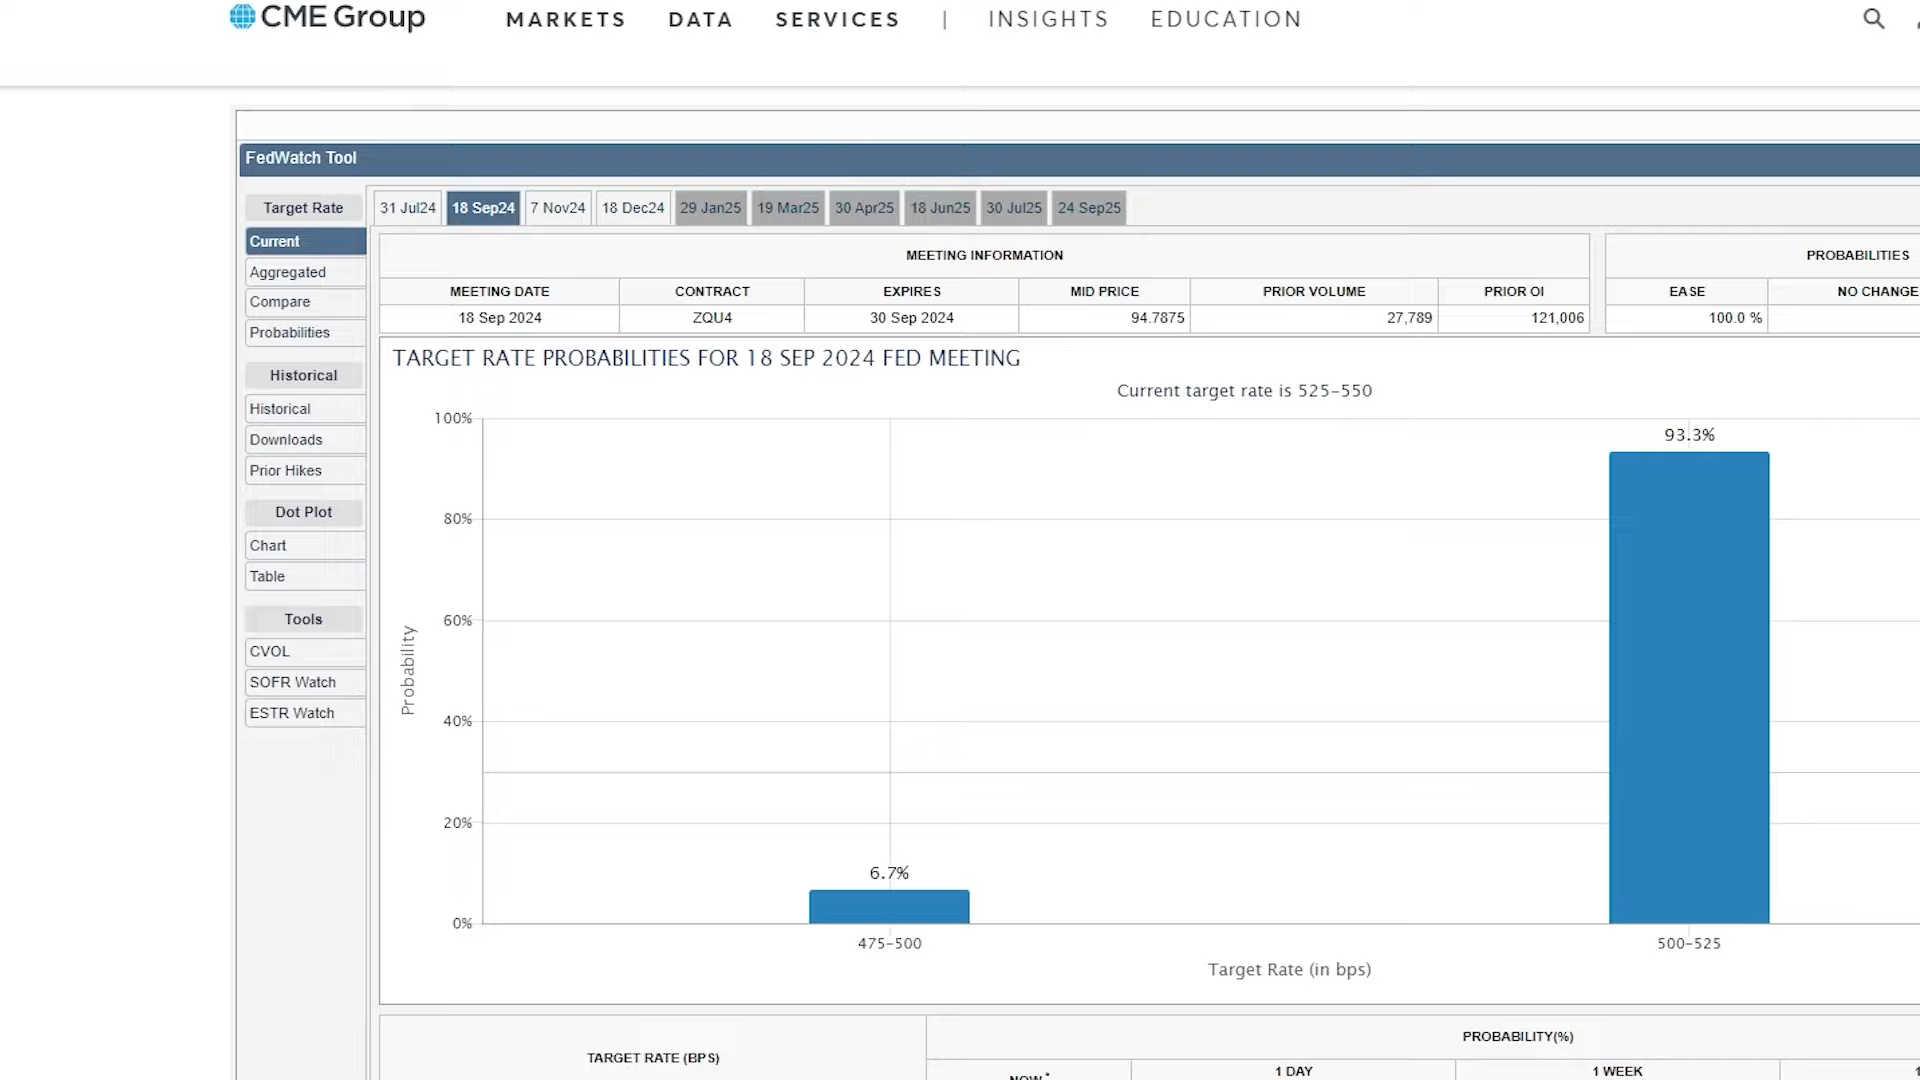 CME Group
MARKETS DATA SERVICES | INSIGHTS EDUCATION
FedWatch Tool
Target Rate
Current
Aggregated
Compare
Probabilities
Historical
Historical
Downloads
Prior Hikes
Dot Plot
Chart
Table
Tools
CVOL
SOFR Watch
ESTR Watch
31 Jul24 18 Sep24 7 Nov24 18 Dec24 29 Jan25 19 Mar25 30 Apr25 18 Jun25 30 Jul25 24 Sep25
MEETING INFORMATION
MEETING DATE CONTRACT EXPIRES MID PRICE PRIOR VOLUME PRIOR OI
18 Sep 2024 ZQU4 30 Sep 2024 94.7875 27,789 121,006
PROBABILITIES
EASE NO CHANGE
100.0 %
TARGET RATE PROBABILITIES FOR 18 SEP 2024 FED MEETING
Current target rate is 525-550
100%
80%
60%
40%
20%
0%
Probability
6.7%
93.3%
475-500 500-525
Target Rate (in bps)
TARGET RATE (BPS)
PROBABILITY(%)
NOW * 1 DAY 1 WEEK